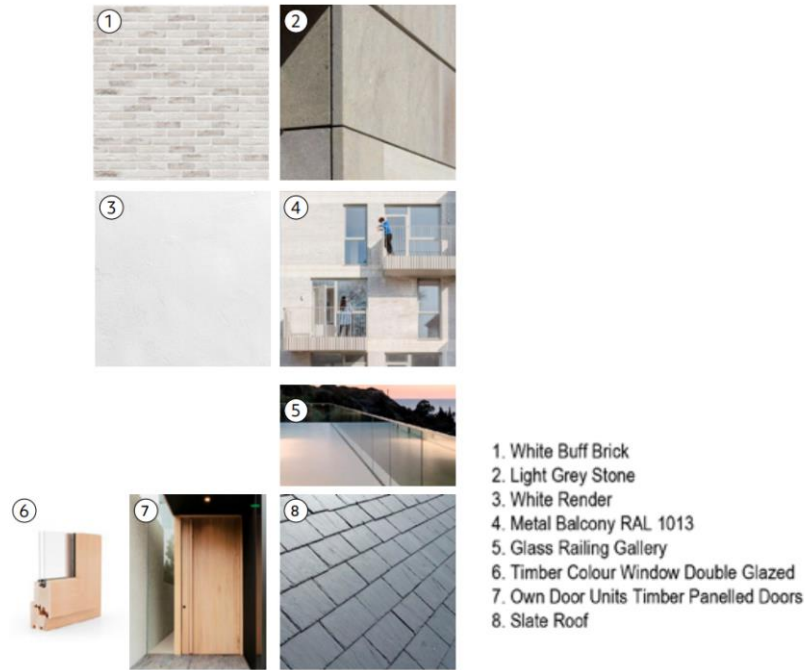 1
2
3
4
5
6
7
8
1. White Buff Brick
2. Light Grey Stone
3. White Render
4. Metal Balcony RAL 1013
5. Glass Railing Gallery
6. Timber Colour Window Double Glazed
7. Own Door Units Timber Panelled Doors
8. Slate Roof